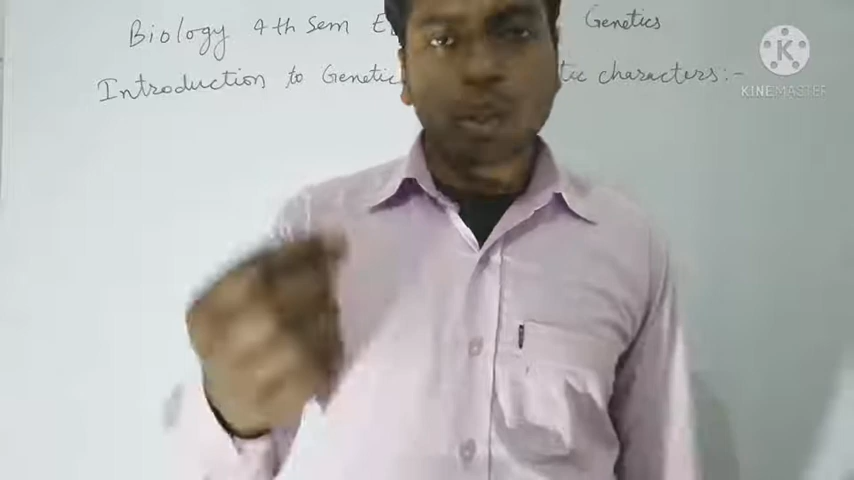 Biology 4th Sem Genetics
Introduction to Genetic characters:-
K
KINEMASTER